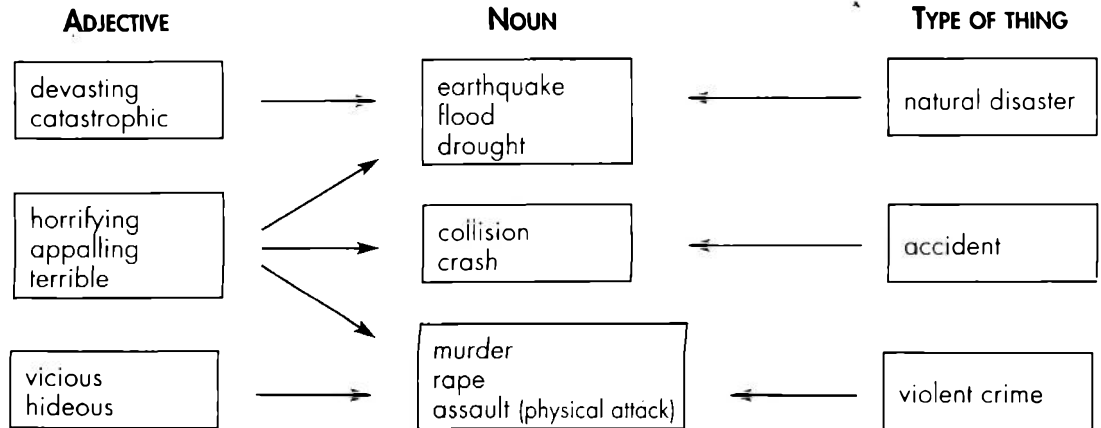 ADJECTIVE
NOUN
TYPE OF THING
devasting
catastrophic
earthquake
flood
drought
natural disaster
horrifying
appalling
terrible
collision
crash
accident
vicious
hideous
murder
rape
assault (physical attack)
violent crime